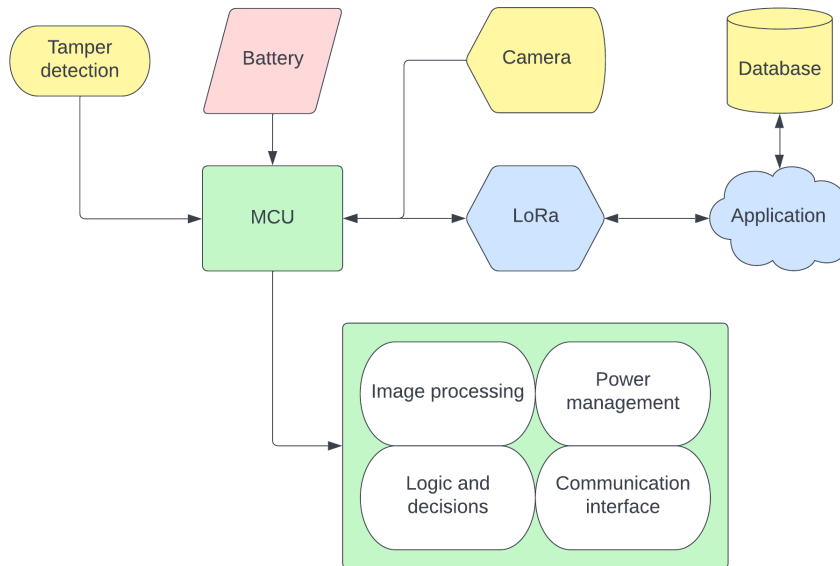 Tamper
detection
Battery
Camera
Database
MCU
LoRa
Application
Image processing
Power
management
Logic and
decisions
Communication
interface